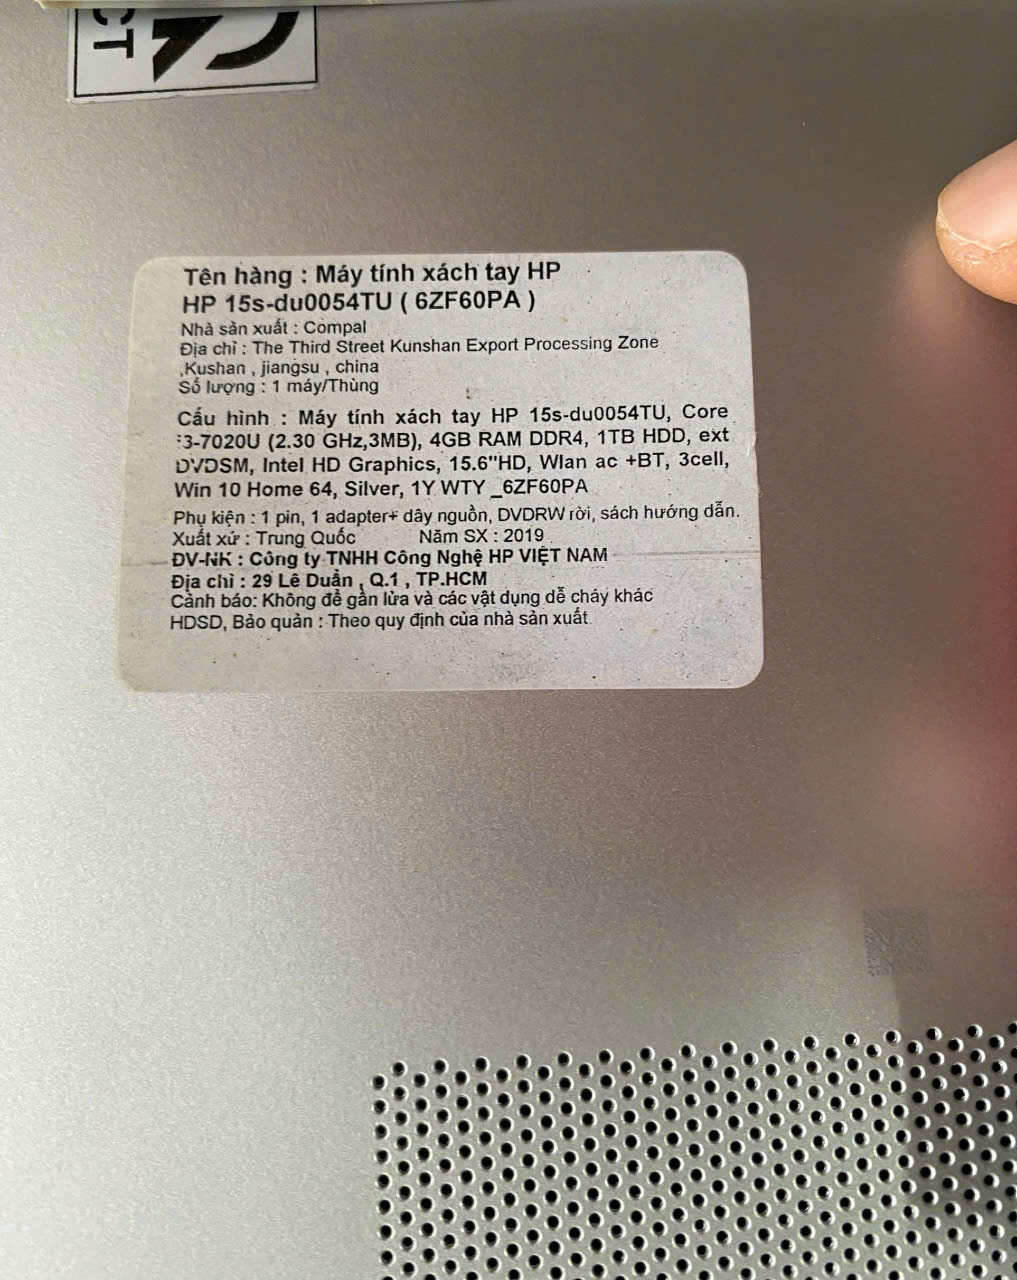 CT
Tên hàng : Máy tính xách tay HP
HP 15s-du0054TU ( 6ZF60PA )
Nhà sản xuất : Compal
Địa chỉ : The Third Street Kunshan Export Processing Zone
,Kushan , jiangsu , china
Số lượng : 1 máy/Thùng
Cấu hình : Máy tính xách tay HP 15s-du0054TU, Core
i3-7020U (2.30 GHz,3MB), 4GB RAM DDR4, 1TB HDD, ext
DVDSM, Intel HD Graphics, 15.6"HD, Wlan ac +BT, 3cell,
Win 10 Home 64, Silver, 1Y WTY _6ZF60PA
Phụ kiện : 1 pin, 1 adapter+ dây nguồn, DVDRW rời, sách hướng dẫn.
Xuất xứ : Trung Quốc Năm SX : 2019
ĐV-NK : Công ty TNHH Công Nghệ HP VIỆT NAM
Địa chỉ : 29 Lê Duẩn , Q.1 , TP.HCM
Cảnh báo: Không để gần lửa và các vật dụng dễ cháy khác
HDSD, Bảo quản : Theo quy định của nhà sản xuất